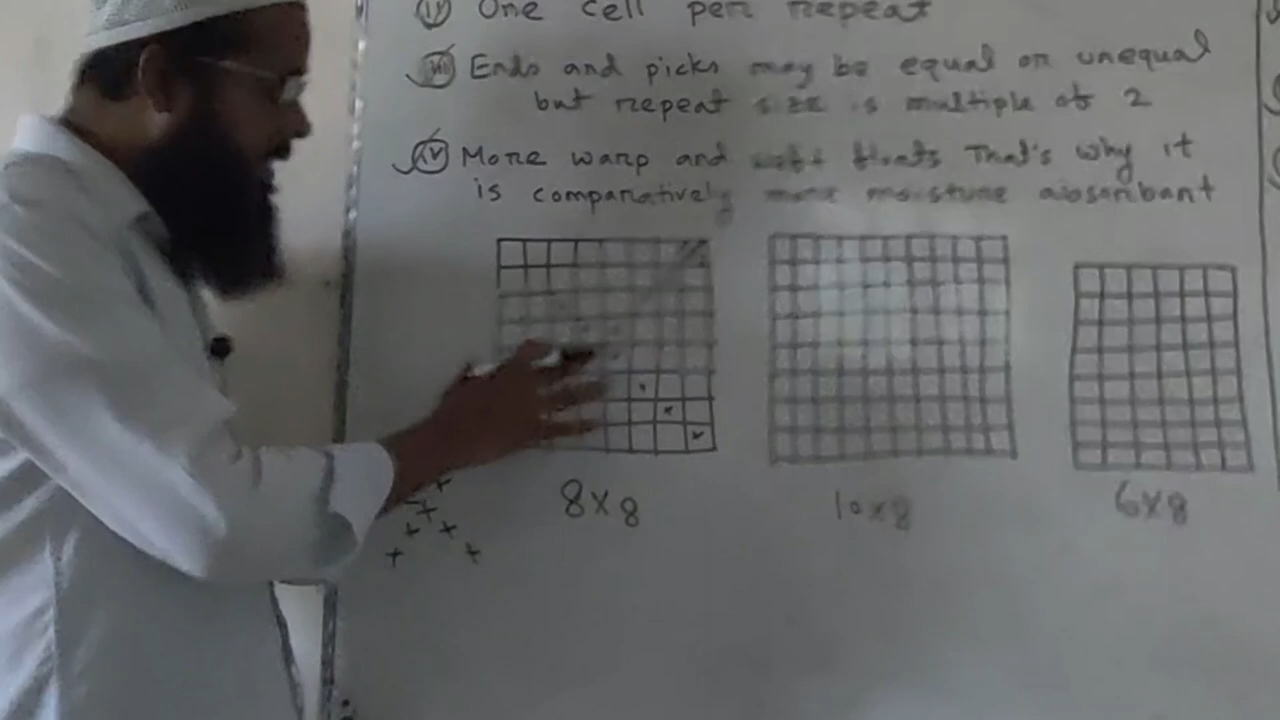 (ii) One cell per repeat
(iii) Ends and picks may be equal or unequal
but repeat size is multiple of 2
(iv) More warp and weft floats That's why it
is comparatively more moisture absorbant
8x8
10x8
6x8